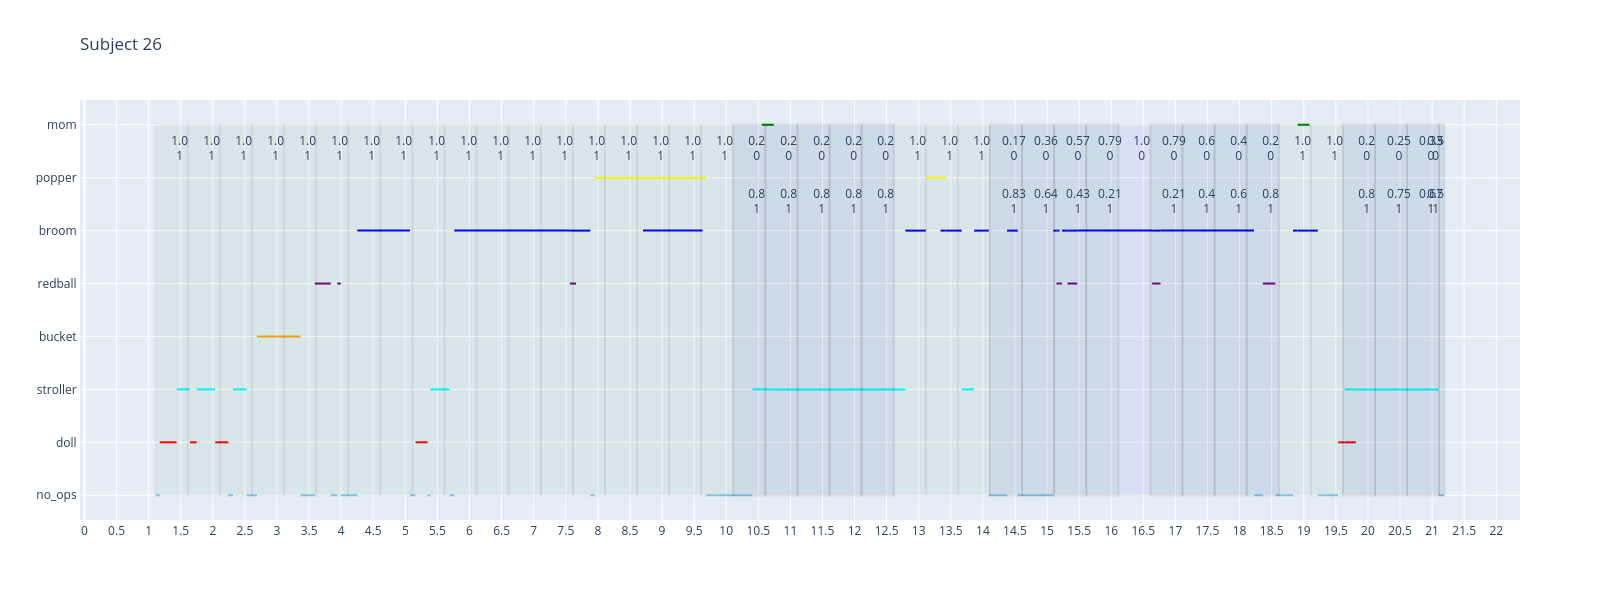 Subject 26
mom
1.0 1.0 1.0 1.0 1.0 1.0 1.0 1.0 1.0 1.0 1.0 1.0 1.0 1.0 1.0 1.0 1.0 1.0 0.2 0.2 0.2 0.2 0.2 1.0 1.0 1.0 0.17 0.36 0.57 0.79 1.0 0.79 0.6 0.4 0.2 1.0 1.0 0.2 0.25
1 1 1 1 1 1 1 1 1 1 1 1 1 1 1 1 1 1 0 0 0 0 0 1 1 1 0 0 0 0 0 0 0 0 0 1 1 0 0 0 0
popper
0.8 0.8 0.8 0.8 0.8 0.83 0.64 0.43 0.21 0.21 0.4 0.6 0.8 0.8 0.75
1 1 1 1 1 1 1 1 1 1 1 1 1 1 1 1 1
broom
redball
bucket
stroller
doll
no_ops
0 0.5 1 1.5 2 2.5 3 3.5 4 4.5 5 5.5 6 6.5 7 7.5 8 8.5 9 9.5 10 10.5 11 11.5 12 12.5 13 13.5 14 14.5 15 15.5 16 16.5 17 17.5 18 18.5 19 19.5 20 20.5 21 21.5 22